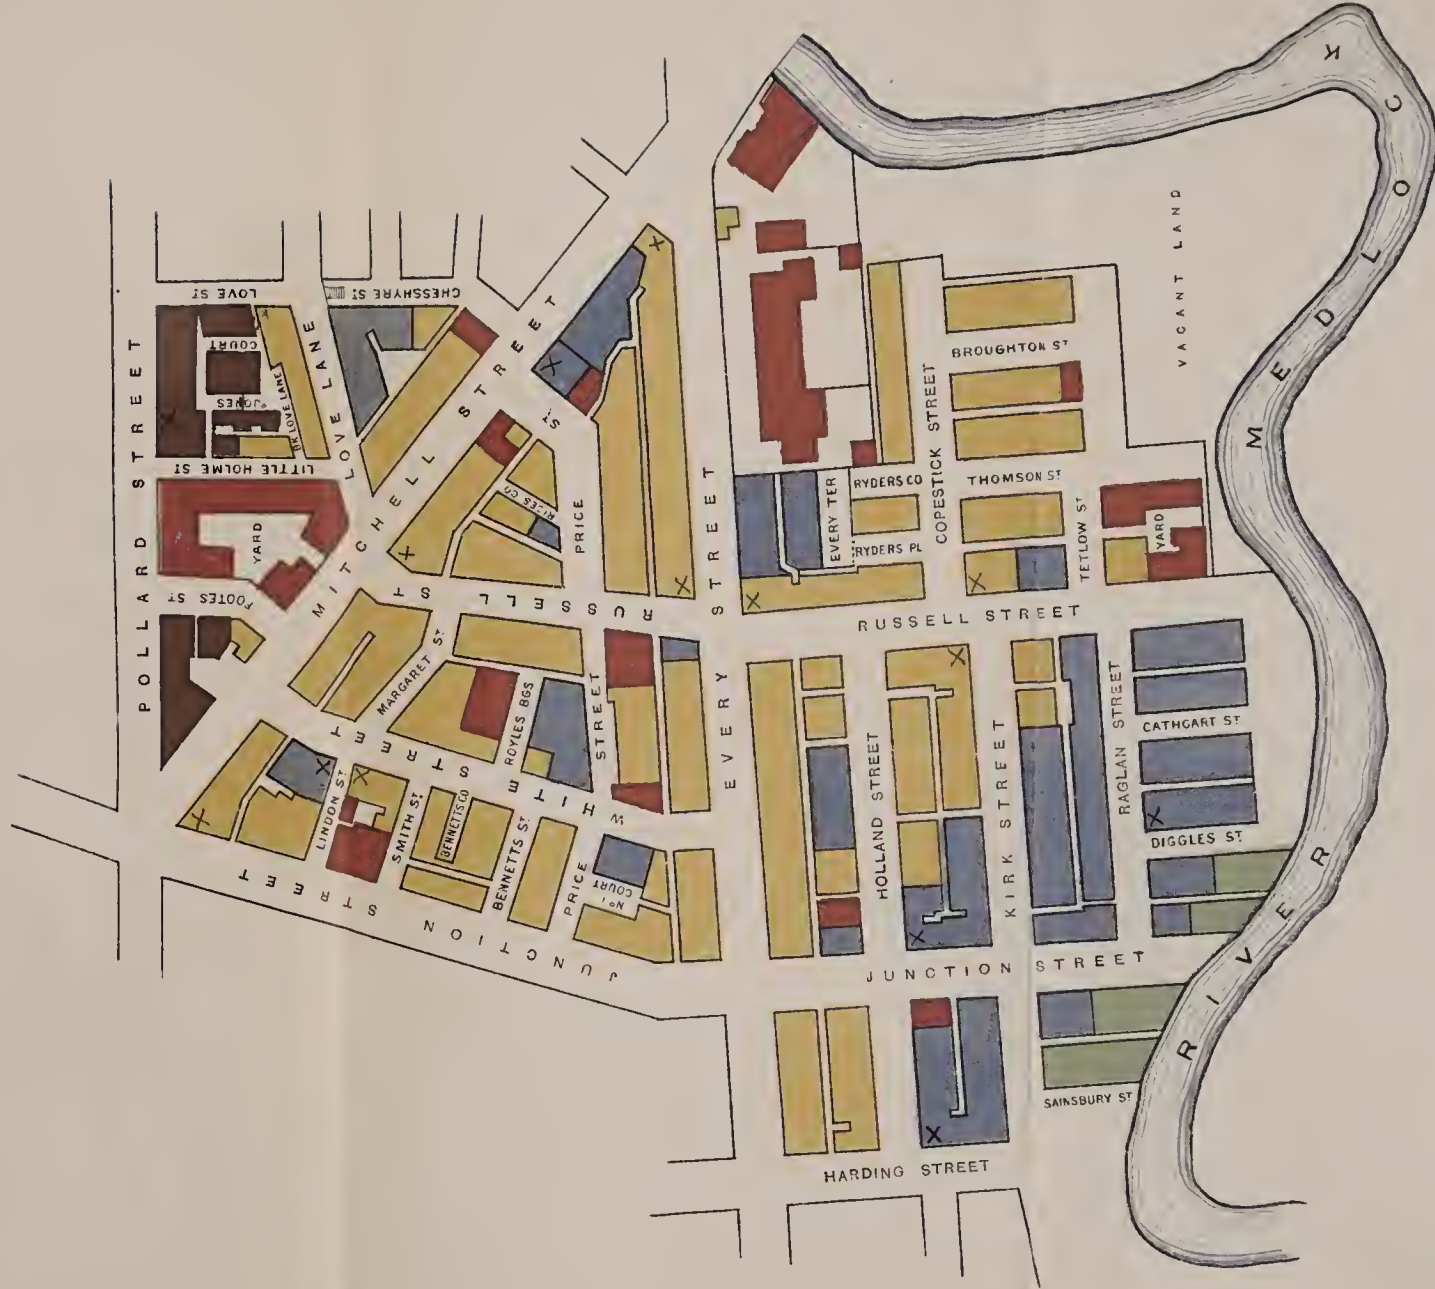 POLLARD STREET
LOVE ST
COURT
JONES
BK LOVE LANE
LOVE LANE
CHESSHYRE ST
LITTLE HOLME ST
YARD
FOOTES ST
MITCHELL STREET
PRICE ST
RICES CO
RUSSELL ST
MARGARET ST
ROYLES BGS
WHITE STREET
LINDON ST
SMITH ST
BENNETTS CO
BENNETTS ST
PRICE STREET
No 1 COURT
JUNCTION STREET
EVERY STREET
EVERY TER
RYDERS CO
RYDERS PL
COPESTICK STREET
BROUGHTON ST
THOMSON ST
TETLOW ST
YARD
VACANT LAND
RUSSELL STREET
HOLLAND STREET
KIRK STREET
RAGLAN STREET
CATHCART ST
DIGGLES ST
JUNCTION STREET
SAINSBURY ST
HARDING STREET
RIVER MEDLOCK